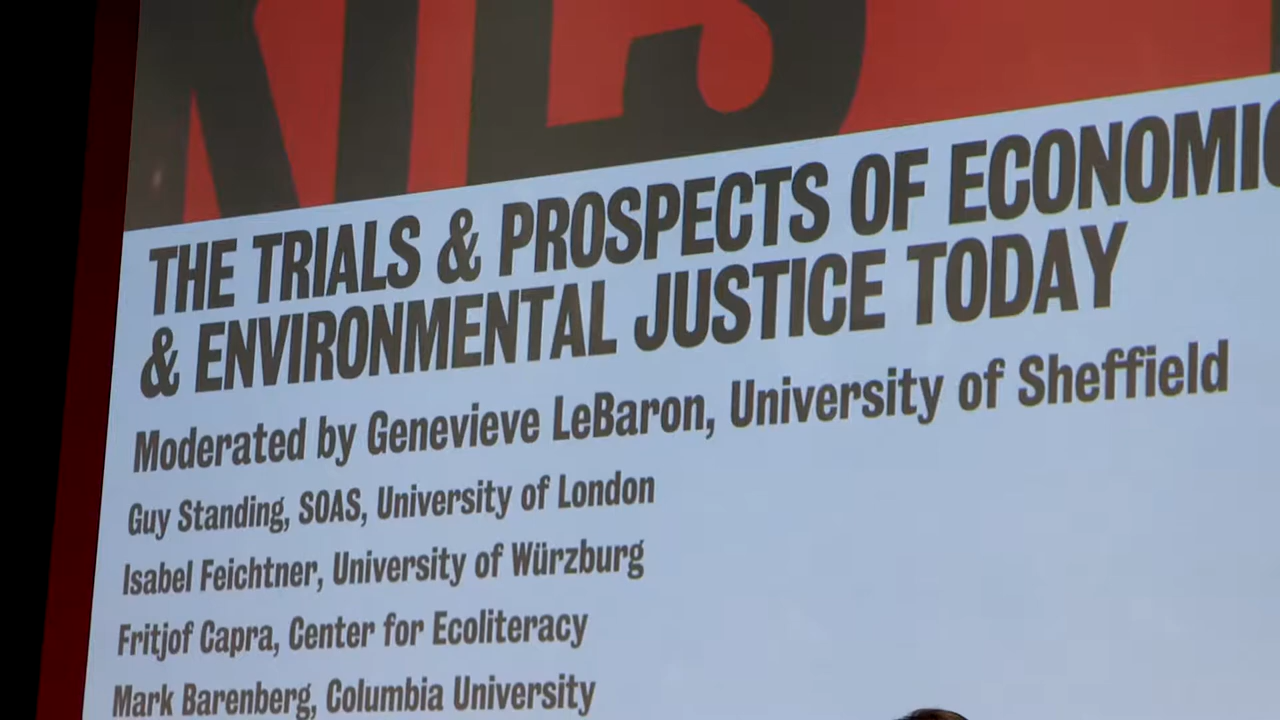 THE TRIALS & PROSPECTS OF ECONOMIC
& ENVIRONMENTAL JUSTICE TODAY
Moderated by Genevieve LeBaron, University of Sheffield
Guy Standing, SOAS, University of London
Isabel Feichtner, University of Würzburg
Fritjof Capra, Center for Ecoliteracy
Mark Barenberg, Columbia University